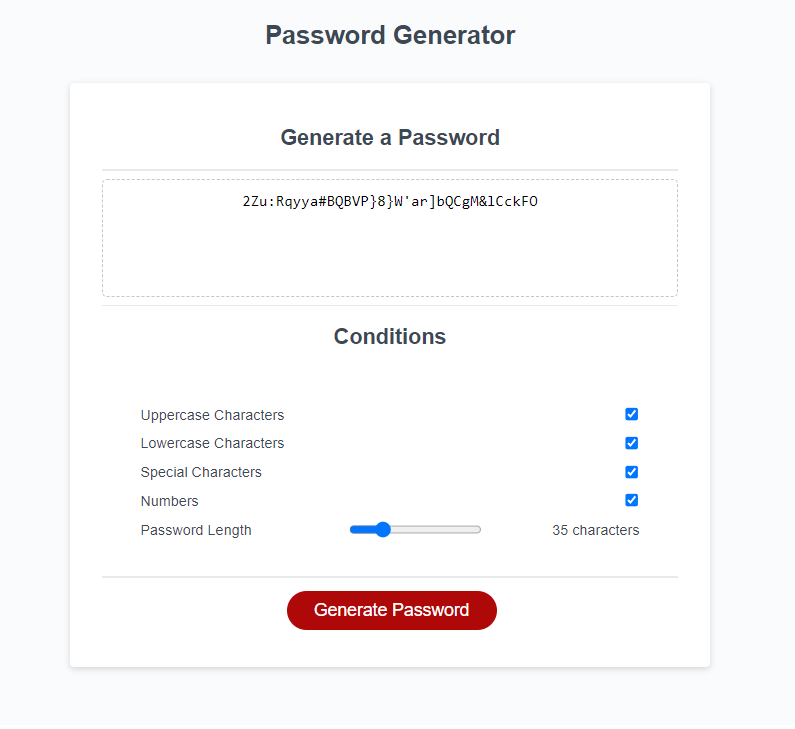 Password Generator
Generate a Password
2Zu:Rqyya#BQBVP}8}W'ar]bQCgM&lCckFO
Conditions
Uppercase Characters
Lowercase Characters
Special Characters
Numbers
Password Length 35 characters
Generate Password